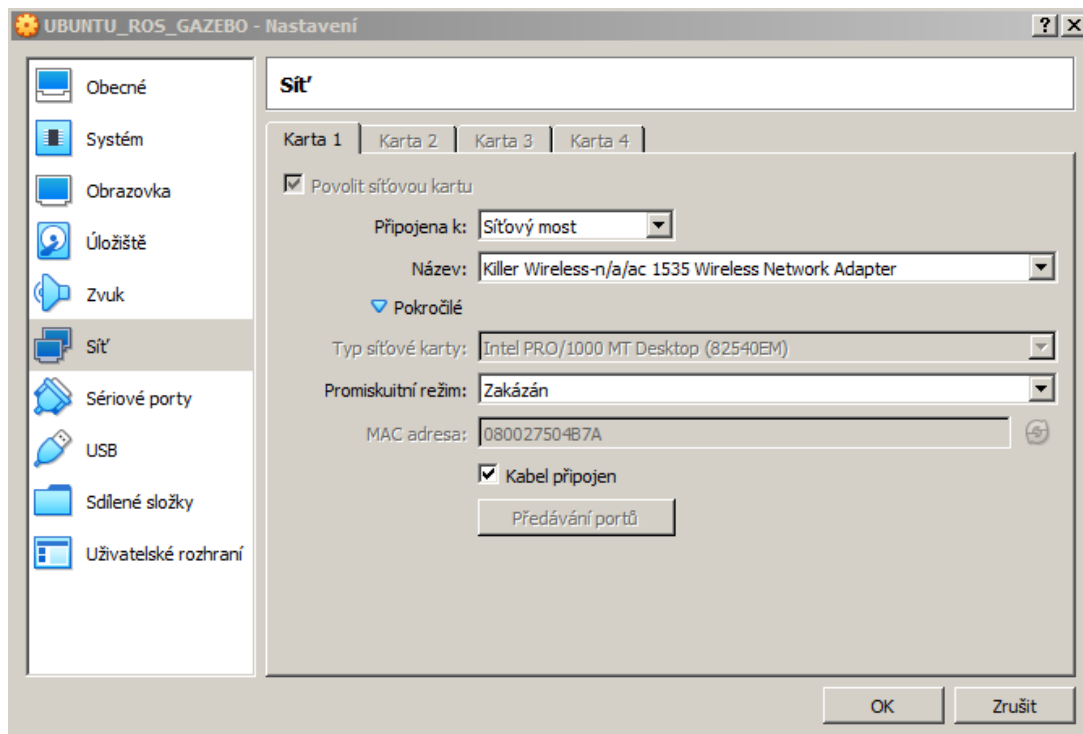 UBUNTU_ROS_GAZEBO - Nastavení
Obecné
Systém
Obrazovka
Úložiště
Zvuk
Síť
Sériové porty
USB
Sdílené složky
Uživatelské rozhraní
Síť
Karta 1 Karta 2 Karta 3 Karta 4
Povolit síťovou kartu
Připojena k: Síťový most
Název: Killer Wireless-n/a/ac 1535 Wireless Network Adapter
Pokročilé
Typ síťové karty: Intel PRO/1000 MT Desktop (82540EM)
Promiskuitní režim: Zakázán
MAC adresa: 080027504B7A
Kabel připojen
Předávání portů
OK Zrušit